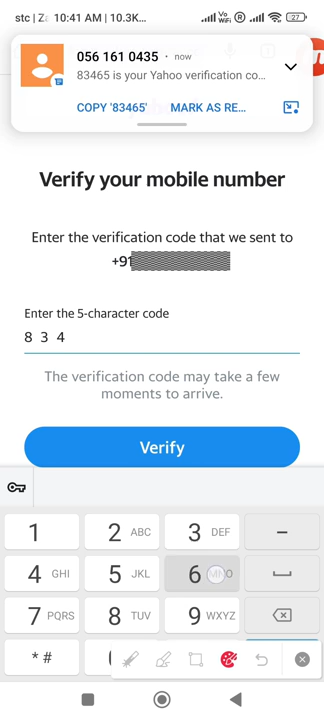 stc | Z 10:41 AM | 10.3K... Vo WiFi R 27
056 161 0435 • now
83465 is your Yahoo verification co...
COPY '83465' MARK AS RE...
Verify your mobile number
Enter the verification code that we sent to
+91
Enter the 5-character code
8 3 4
The verification code may take a few
moments to arrive.
Verify
1 2 ABC 3 DEF –
4 GHI 5 JKL 6 MNO
7 PQRS 8 TUV 9 WXYZ
* #